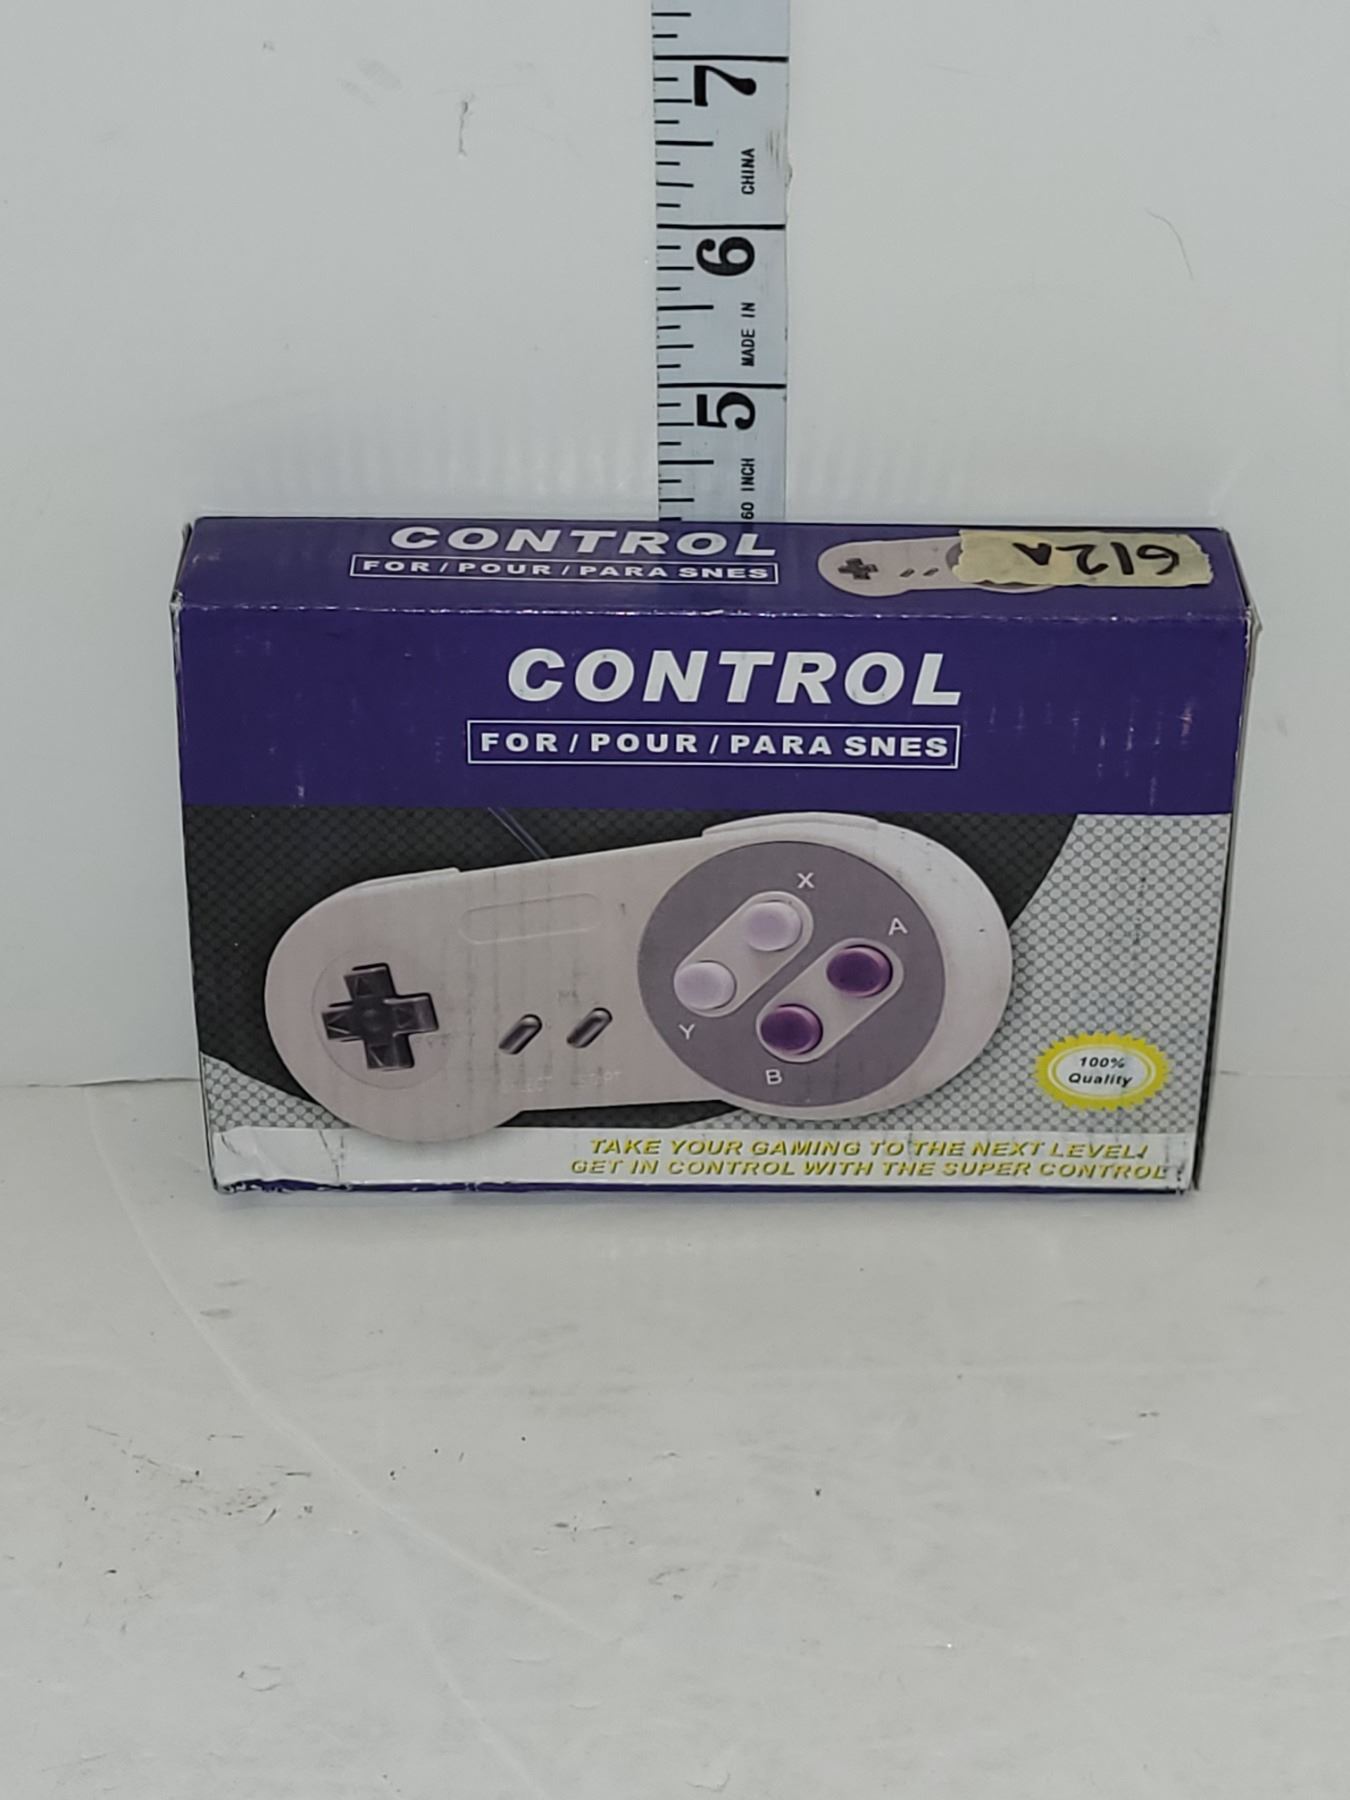 7
CHINA
6
MADE IN
5
60 INCH
CONTROL
FOR / POUR / PARA SNES
612A
CONTROL
FOR / POUR / PARA SNES
X
A
Y
B
100%
Quality
TAKE YOUR GAMING TO THE NEXT LEVEL!
GET IN CONTROL WITH THE SUPER CONTROL